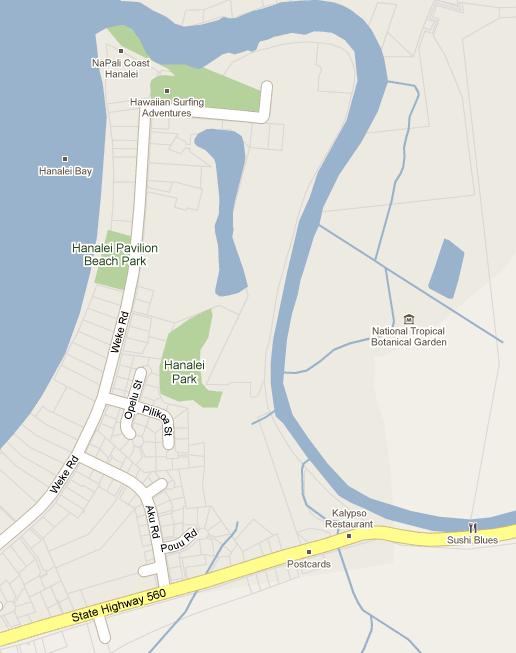 NaPali Coast
Hanalei
Hawaiian Surfing
Adventures
Hanalei Bay
Hanalei Pavilion
Beach Park
Weke Rd
National Tropical
Botanical Garden
Hanalei
Park
Opelu St
Pilikoa St
Weke Rd
Aku Rd
Pouu Rd
Kalypso
Restaurant
Sushi Blues
Postcards
State Highway 560